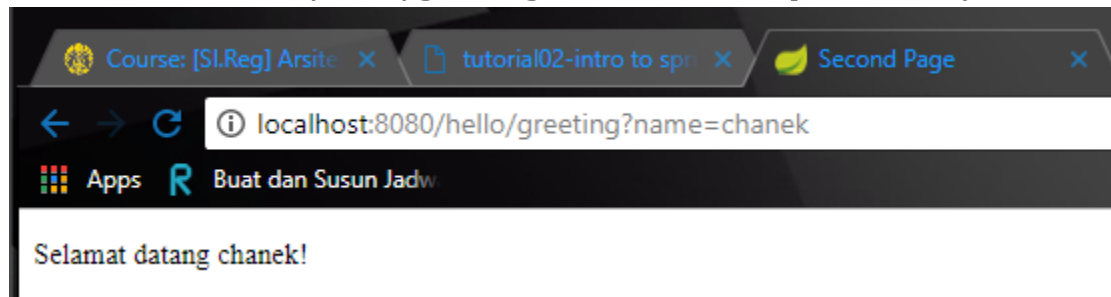 Course: [SI.Reg] Arsite
tutorial02-intro to spr
Second Page
localhost:8080/hello/greeting?name=chanek
Apps
Buat dan Susun Jadw
Selamat datang chanek!